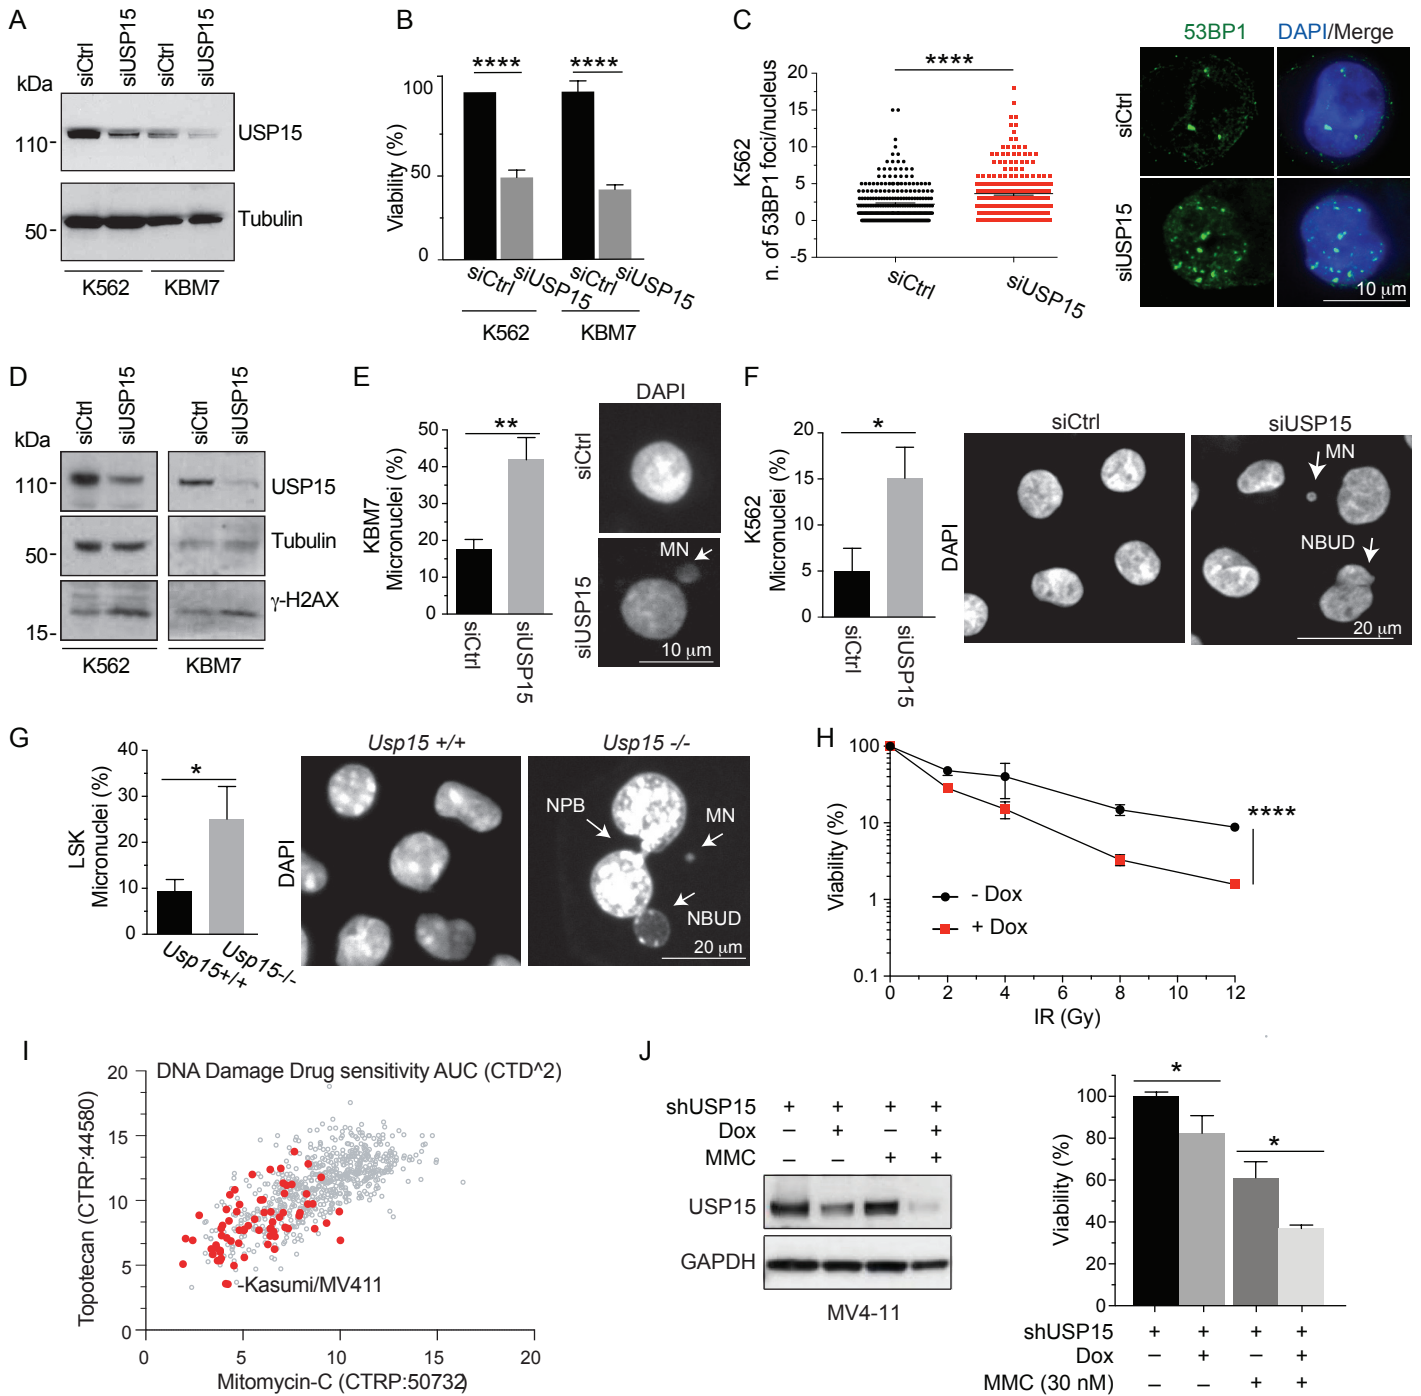 A
kDa
siCtrl
siUSP15
siCtrl
siUSP15
110-
USP15
50-
Tubulin
K562
KBM7
B
Viability (%)
100
50
0
****
****
siCtrl
siUSP15
siCtrl
siUSP15
K562
KBM7
C
K562
n. of 53BP1 foci/nucleus
20
15
10
5
0
-5
****
siCtrl
siUSP15
53BP1
DAPI/Merge
siCtrl
siUSP15
10 μm
D
kDa
siCtrl
siUSP15
siCtrl
siUSP15
110-
USP15
50-
Tubulin
γ-H2AX
15-
K562
KBM7
E
KBM7
Micronuclei (%)
50
40
30
20
10
0
**
siCtrl
siUSP15
DAPI
siCtrl
siUSP15
MN
10 μm
F
K562
Micronuclei (%)
20
15
10
5
0
*
siCtrl
siUSP15
siCtrl
siUSP15
DAPI
MN
NBUD
20 μm
G
LSK
Micronuclei (%)
40
30
20
10
0
*
Usp15+/+
Usp15-/-
Usp15 +/+
Usp15 -/-
DAPI
NPB
MN
NBUD
20 μm
H
Viability (%)
100
10
1
0.1
- Dox
+ Dox
****
0 2 4 8 12
IR (Gy)
I
DNA Damage Drug sensitivity AUC (CTD^2)
Topotecan (CTRP:44580)
20
15
10
5
0
-Kasumi/MV411
0 5 10 15 20
Mitomycin-C (CTRP:50732)
J
shUSP15 + + + +
Dox – + – +
MMC – – + +
USP15
GAPDH
MV4-11
Viability (%)
100
80
60
40
20
0
*
*
shUSP15 + + + +
Dox – + – +
MMC (30 nM) – – + +